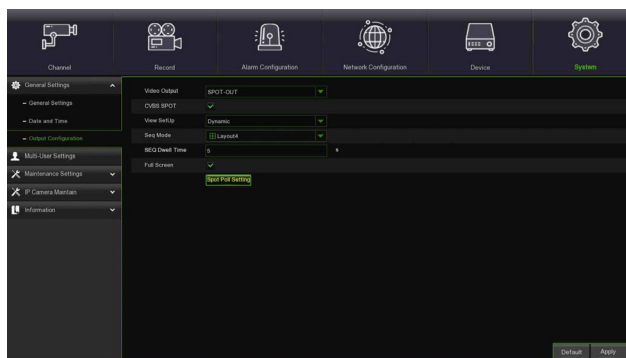 Channel
Record
Alarm Configuration
Network Configuration
Device
System
General Settings
General Settings
Date and Time
Output Configuration
Multi-User Settings
Maintenance Settings
IP Camera Maintain
Information
Video Output SPOT-OUT
CVBS SPOT
View SetUp Dynamic
Seq Mode Layout4
SEQ Dwell Time 5 s
Full Screen
Spot Poll Setting
Default Apply